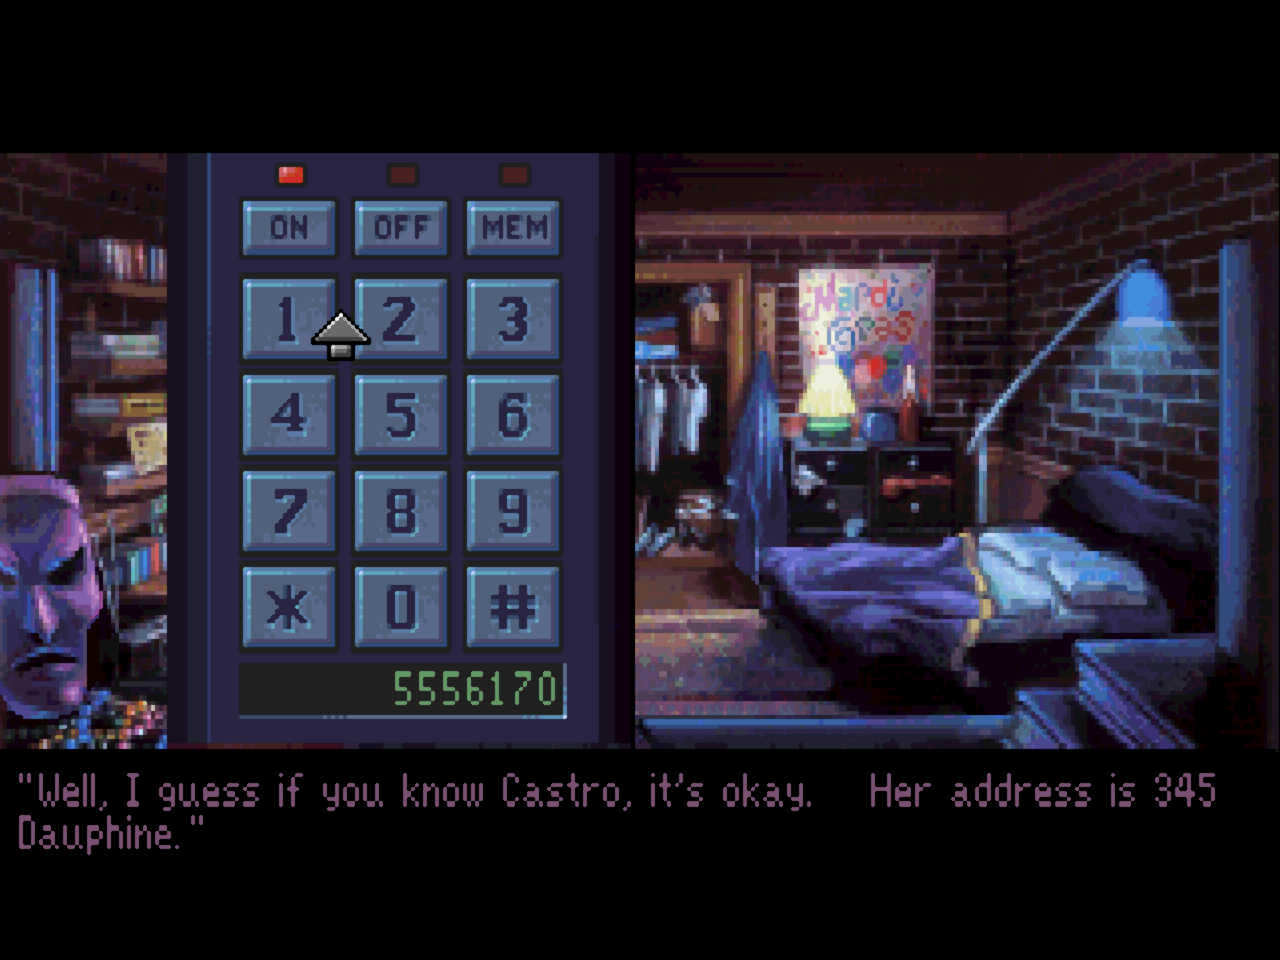 ON OFF MEM
1 2 3
4 5 6
7 8 9
* 0 #
5556170
Mardi
Gras
"Well, I guess if you know Castro, it's okay. Her address is 345
Dauphine."